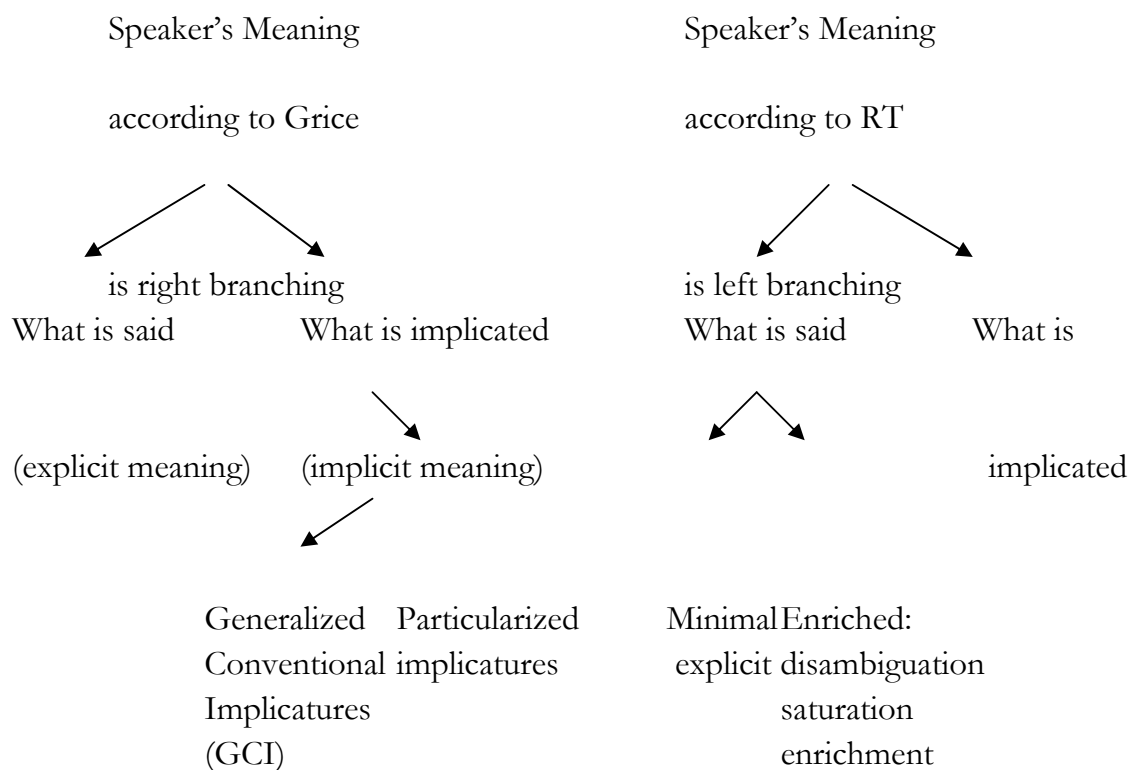 Speaker’s Meaning Speaker’s Meaning
according to Grice according to RT
is right branching is left branching
What is said What is implicated What is said What is
(explicit meaning) (implicit meaning) implicated
Generalized Particularized Minimal Enriched:
Conventional implicatures explicit disambiguation
Implicatures saturation
(GCI) enrichment